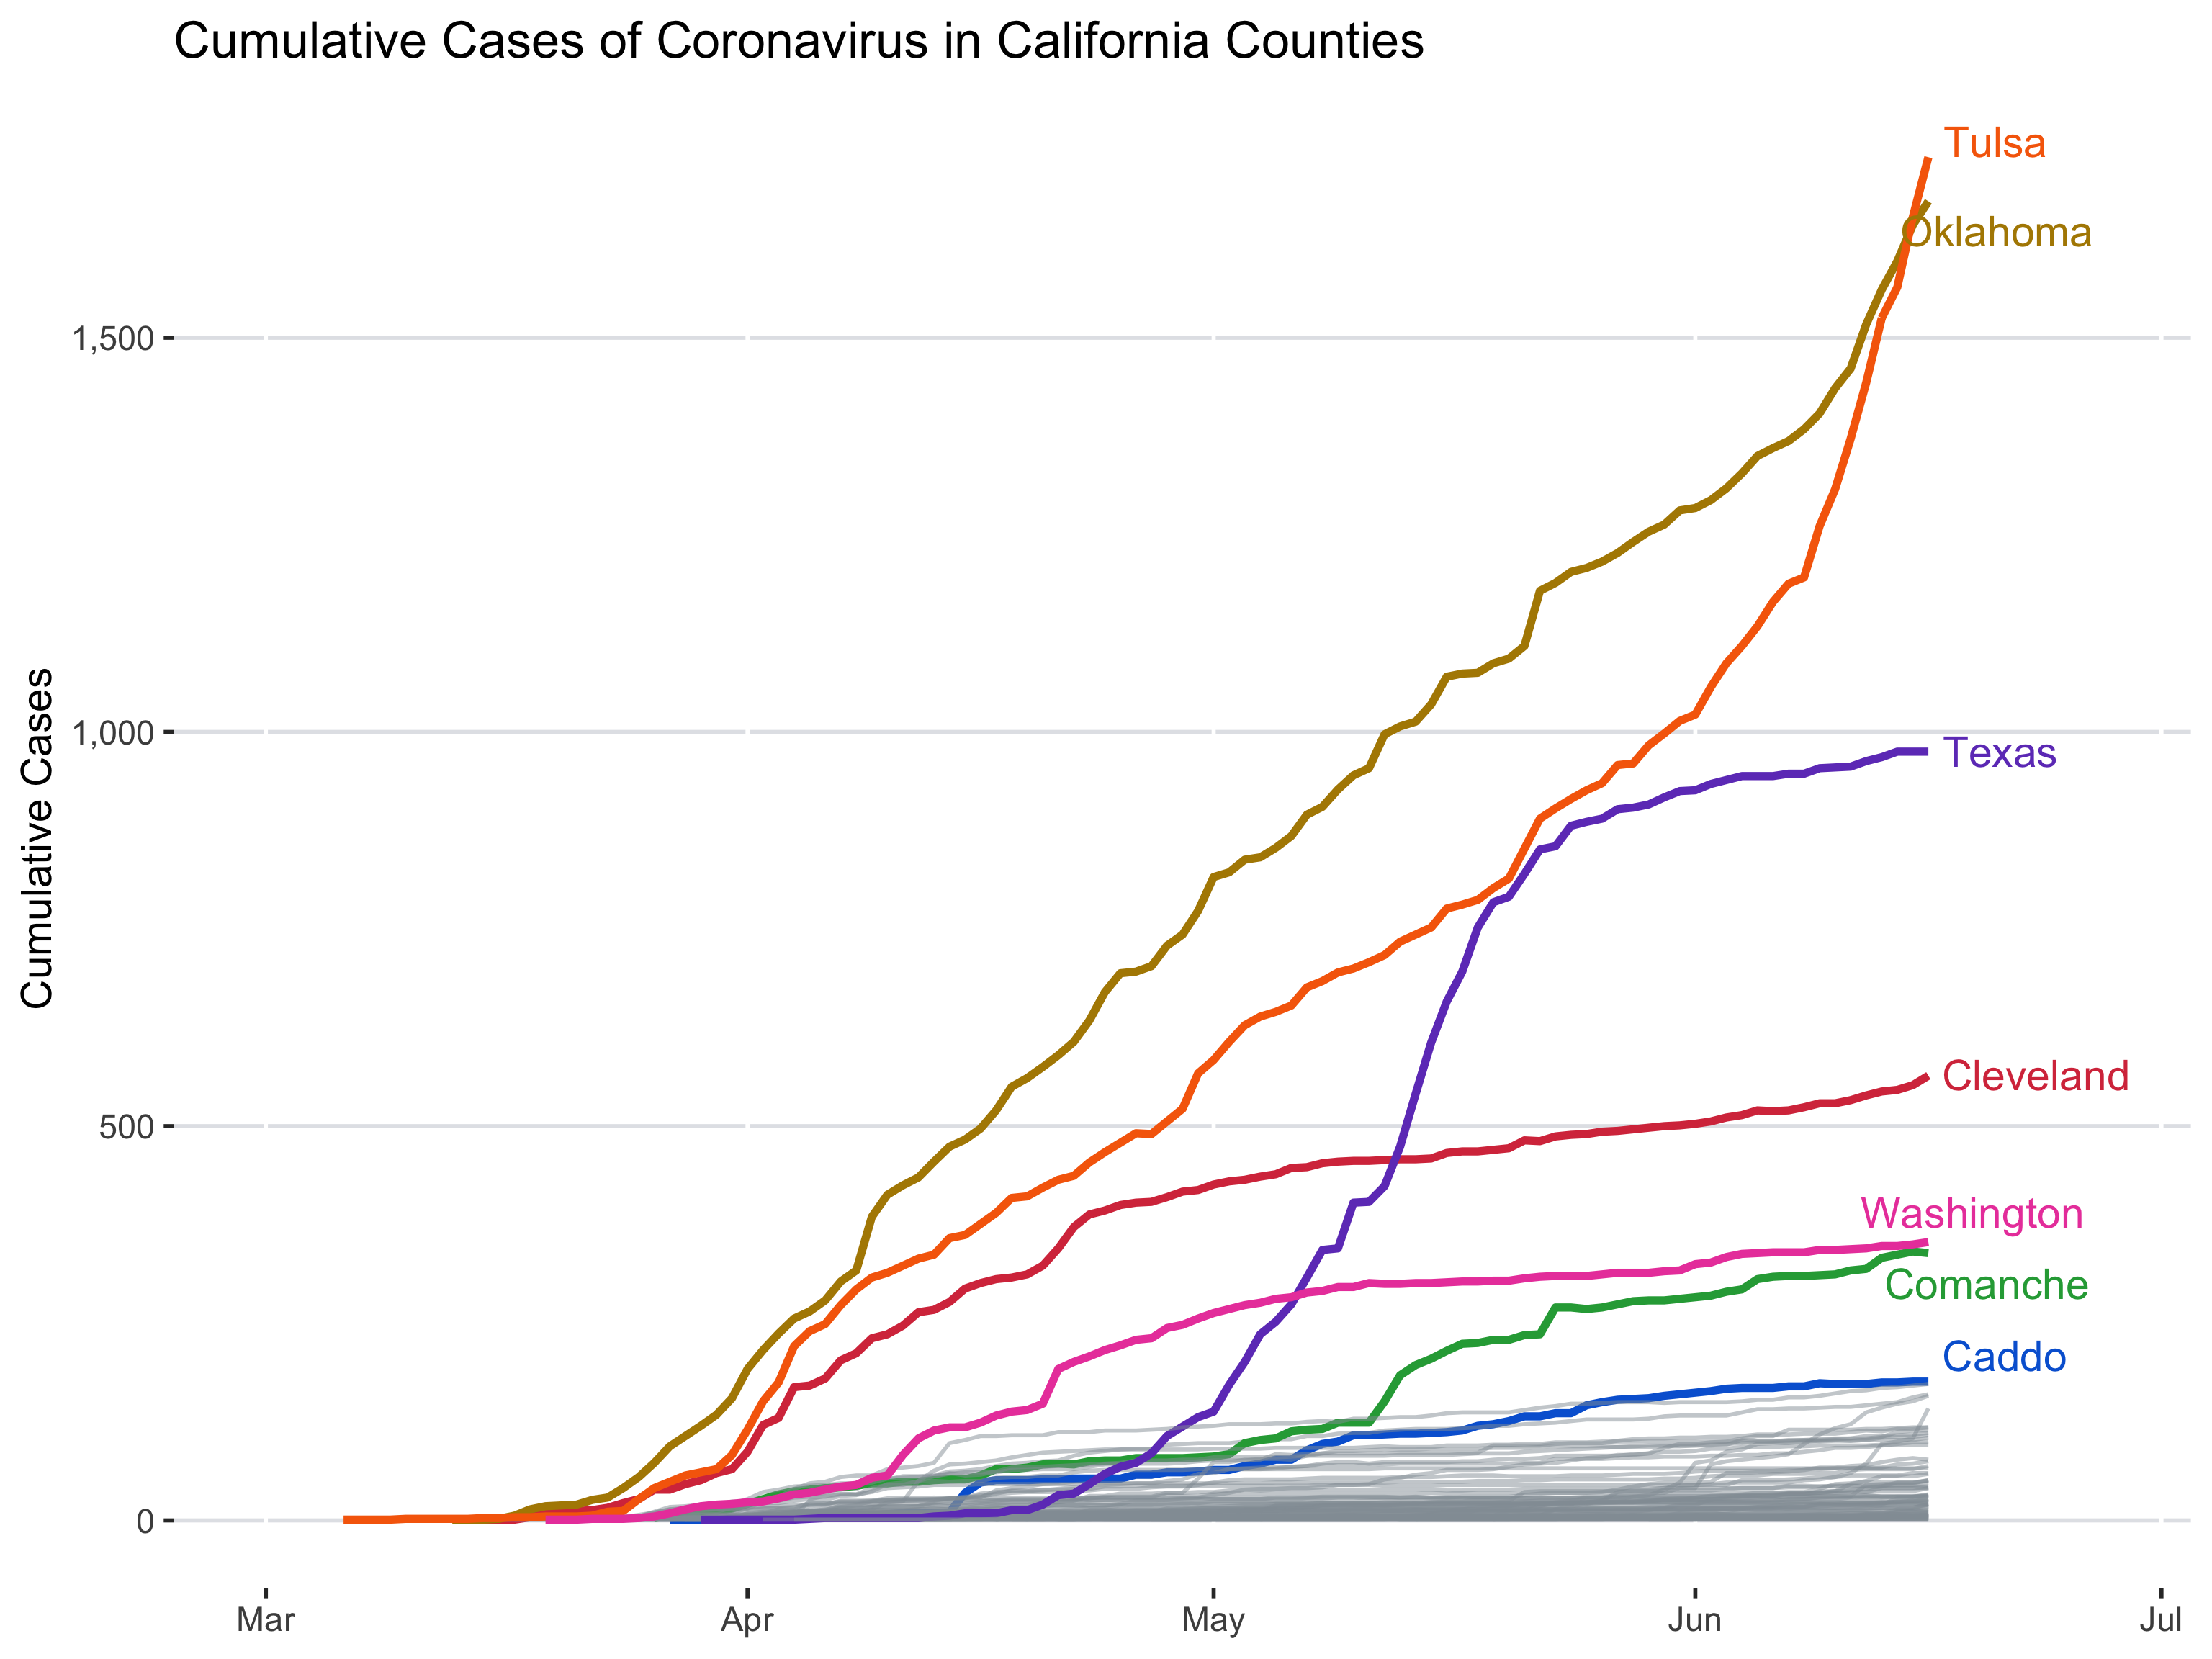 Cumulative Cases of Coronavirus in California Counties
Tulsa
Oklahoma
1,500
1,000
Texas
Cumulative Cases
Cleveland
500
Washington
Comanche
Caddo
0
Mar
Apr
May
Jun
Jul